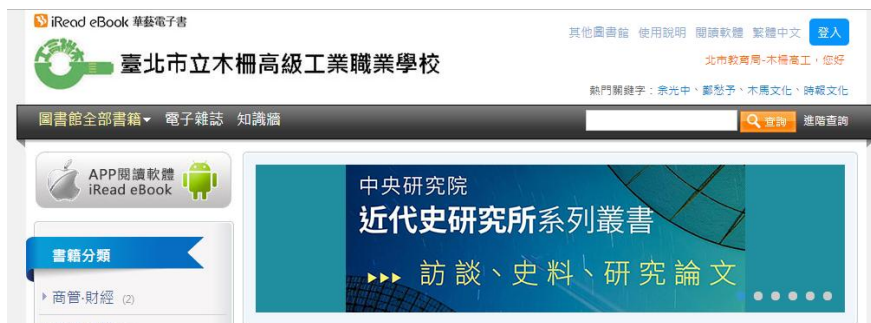 iRead eBook 華藝電子書
其他圖書館 使用說明 閱讀軟體 繁體中文 登入
臺北市立木柵高級工業職業學校
北市教育局-木柵高工，您好
熱門關鍵字：余光中、鄭愁予、木馬文化、時報文化
圖書館全部書籍 電子雜誌 知識牆 查詢 進階查詢
APP閱讀軟體
iRead eBook
中央研究院
近代史研究所系列叢書
訪談、史料、研究論文
書籍分類
商管‧財經 (2)